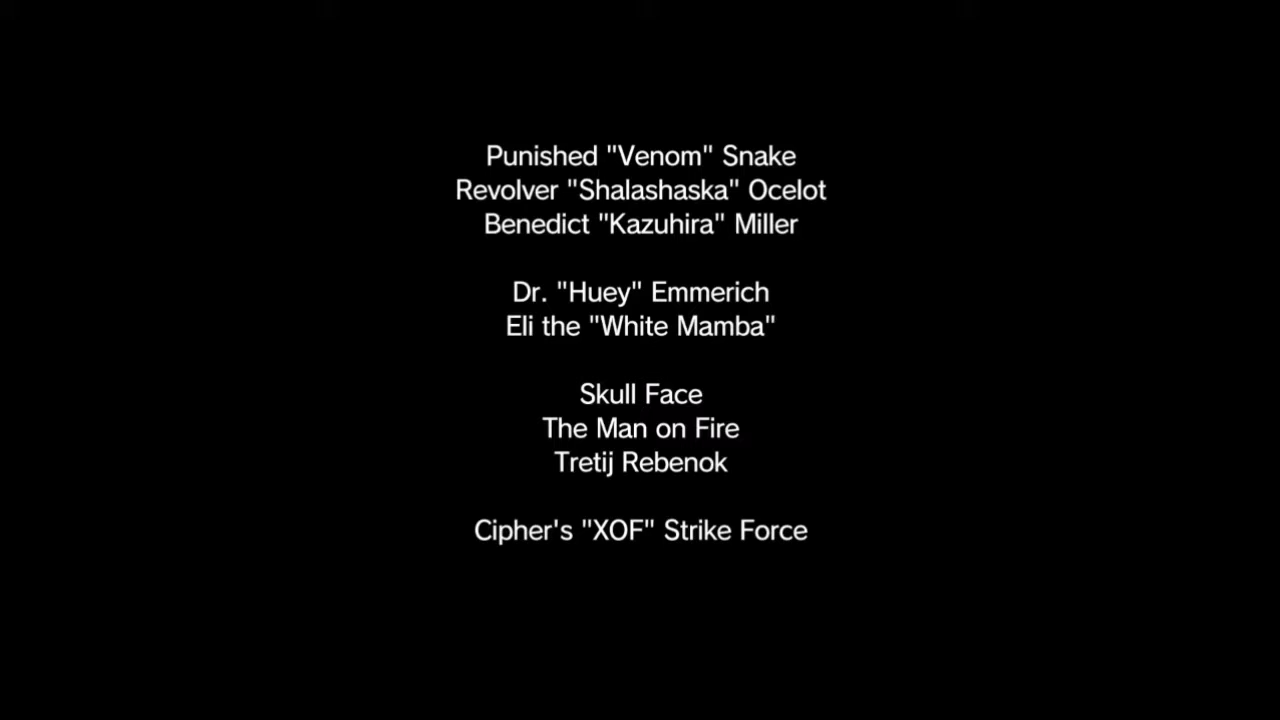 Punished "Venom" Snake
Revolver "Shalashaska" Ocelot
Benedict "Kazuhira" Miller
Dr. "Huey" Emmerich
Eli the "White Mamba"
Skull Face
The Man on Fire
Tretij Rebenok
Cipher's "XOF" Strike Force